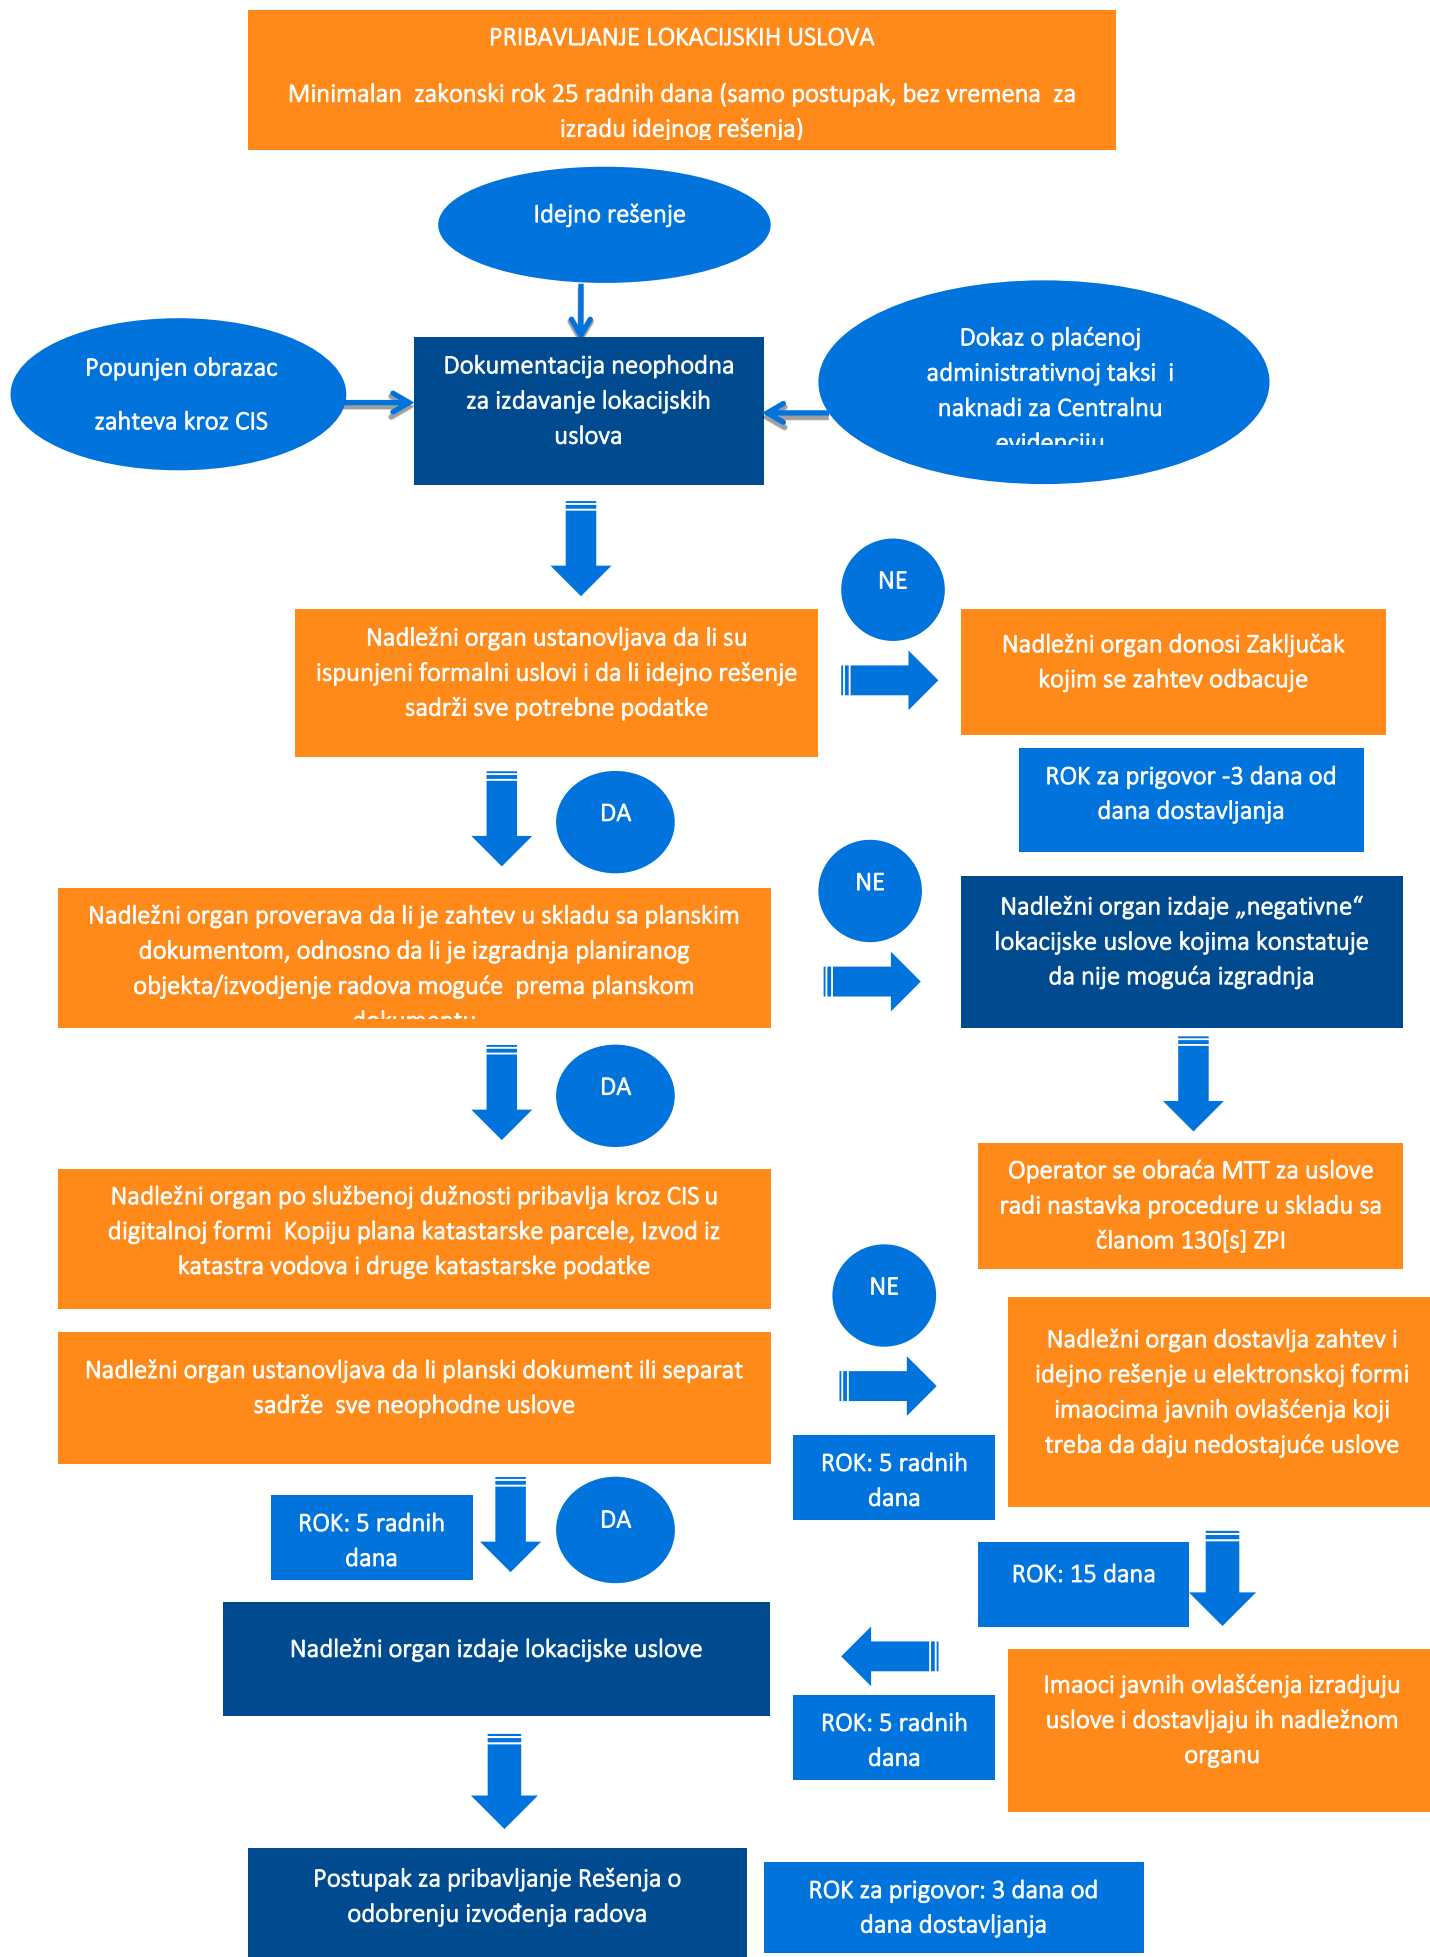 PRIBAVLJANJE LOKACIJSKIH USLOVA
Minimalan zakonski rok 25 radnih dana (samo postupak, bez vremena za
izradu idejnog rešenja)
Idejno rešenje
Popunjen obrazac
zahteva kroz CIS
Dokumentacija neophodna
za izdavanje lokacijskih
uslova
Dokaz o plaćenoj
administrativnoj taksi i
naknadi za Centralnu
evidenciju
NE
Nadležni organ ustanovljava da li su
ispunjeni formalni uslovi i da li idejno rešenje
sadrži sve potrebne podatke
Nadležni organ donosi Zaključak
kojim se zahtev odbacuje
ROK za prigovor -3 dana od
dana dostavljanja
DA
NE
Nadležni organ proverava da li je zahtev u skladu sa planskim
dokumentom, odnosno da li je izgradnja planiranog
objekta/izvodjenje radova moguće prema planskom
dokumentu
Nadležni organ izdaje „negativne“
lokacijske uslove kojima konstatuje
da nije moguća izgradnja
DA
Operator se obraća MTT za uslove
radi nastavka procedure u skladu sa
članom 130[s] ZPI
Nadležni organ po službenoj dužnosti pribavlja kroz CIS u
digitalnoj formi Kopiju plana katastarske parcele, Izvod iz
katastra vodova i druge katastarske podatke
NE
Nadležni organ ustanovljava da li planski dokument ili separat
sadrže sve neophodne uslove
Nadležni organ dostavlja zahtev i
idejno rešenje u elektronskoj formi
imaocima javnih ovlašćenja koji
treba da daju nedostajuće uslove
ROK: 5 radnih
dana
ROK: 5 radnih
dana
DA
ROK: 15 dana
Nadležni organ izdaje lokacijske uslove
Imaoci javnih ovlašćenja izradjuju
uslove i dostavljaju ih nadležnom
organu
ROK: 5 radnih
dana
Postupak za pribavljanje Rešenja o
odobrenju izvođenja radova
ROK za prigovor: 3 dana od
dana dostavljanja